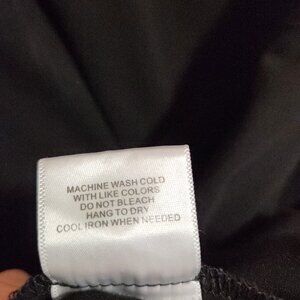 MACHINE WASH COLD
WITH LIKE COLORS
DO NOT BLEACH
HANG TO DRY
COOL IRON WHEN NEEDED